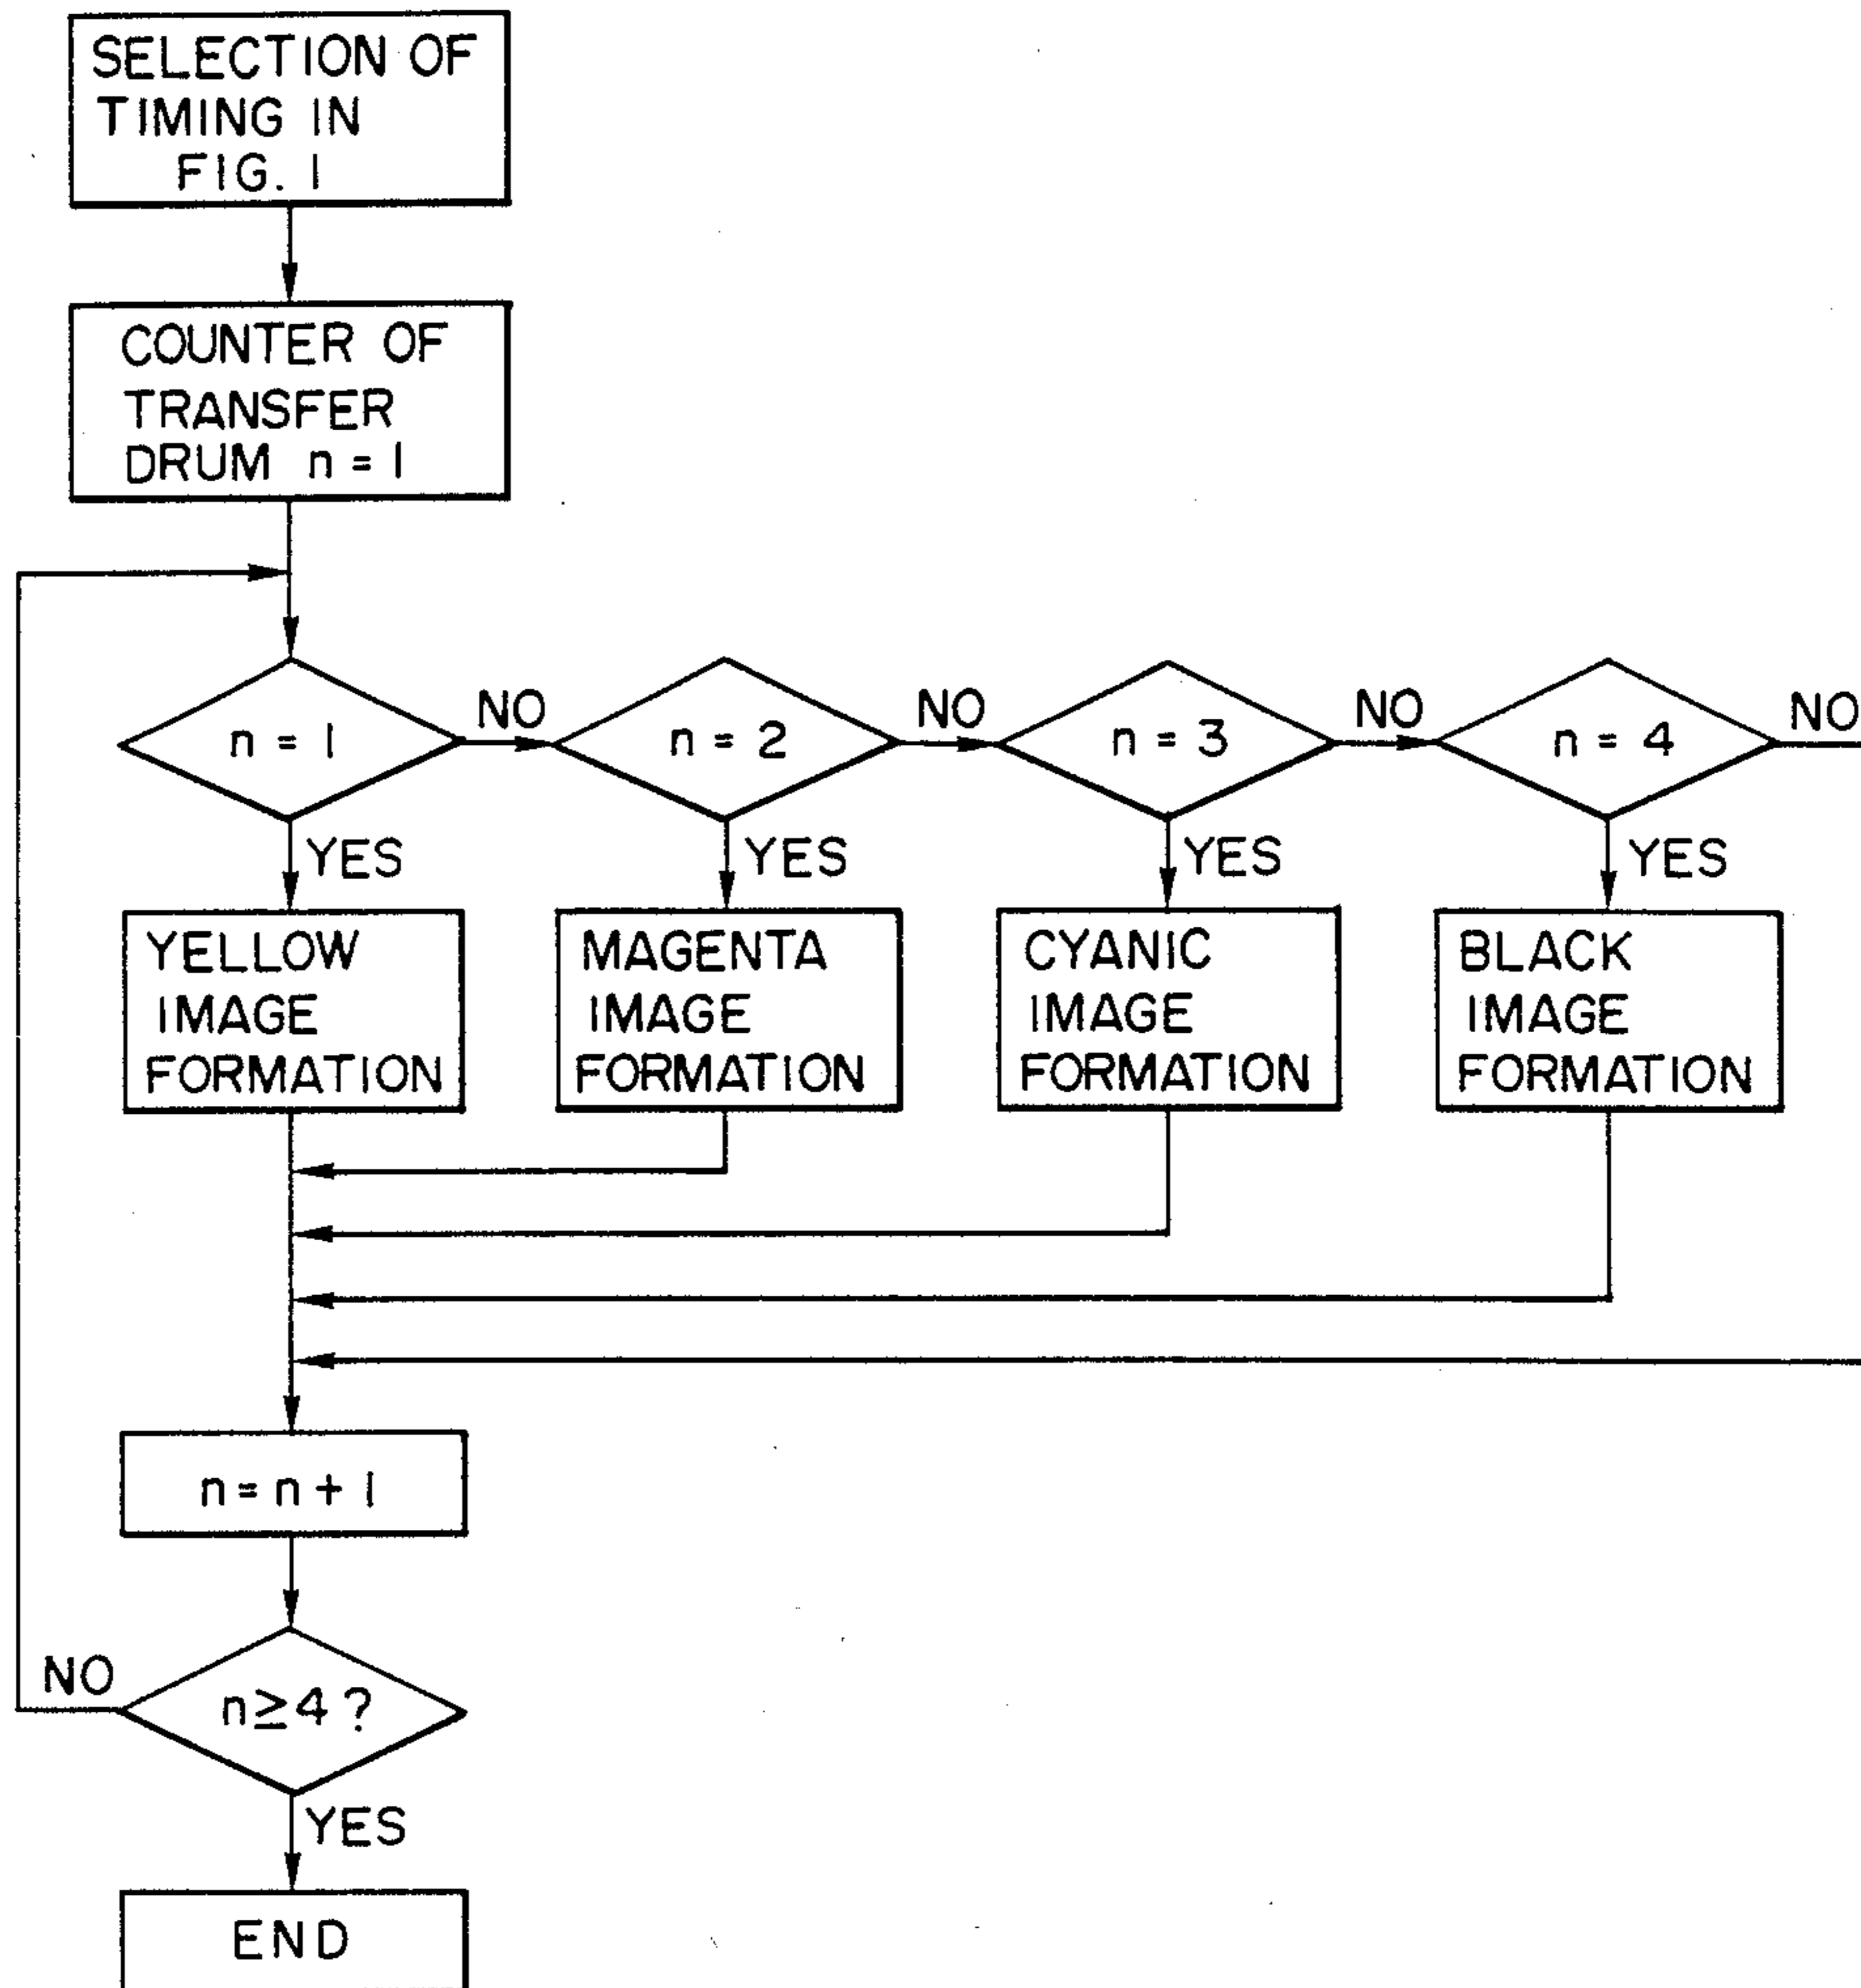 SELECTION OF
TIMING IN
FIG. 1
COUNTER OF
TRANSFER
DRUM n = 1
n = 1
NO
n = 2
NO
n = 3
NO
n = 4
NO
YES
YES
YES
YES
YELLOW
IMAGE
FORMATION
MAGENTA
IMAGE
FORMATION
CYANIC
IMAGE
FORMATION
BLACK
IMAGE
FORMATION
n = n + 1
NO
n ≥ 4 ?
YES
END